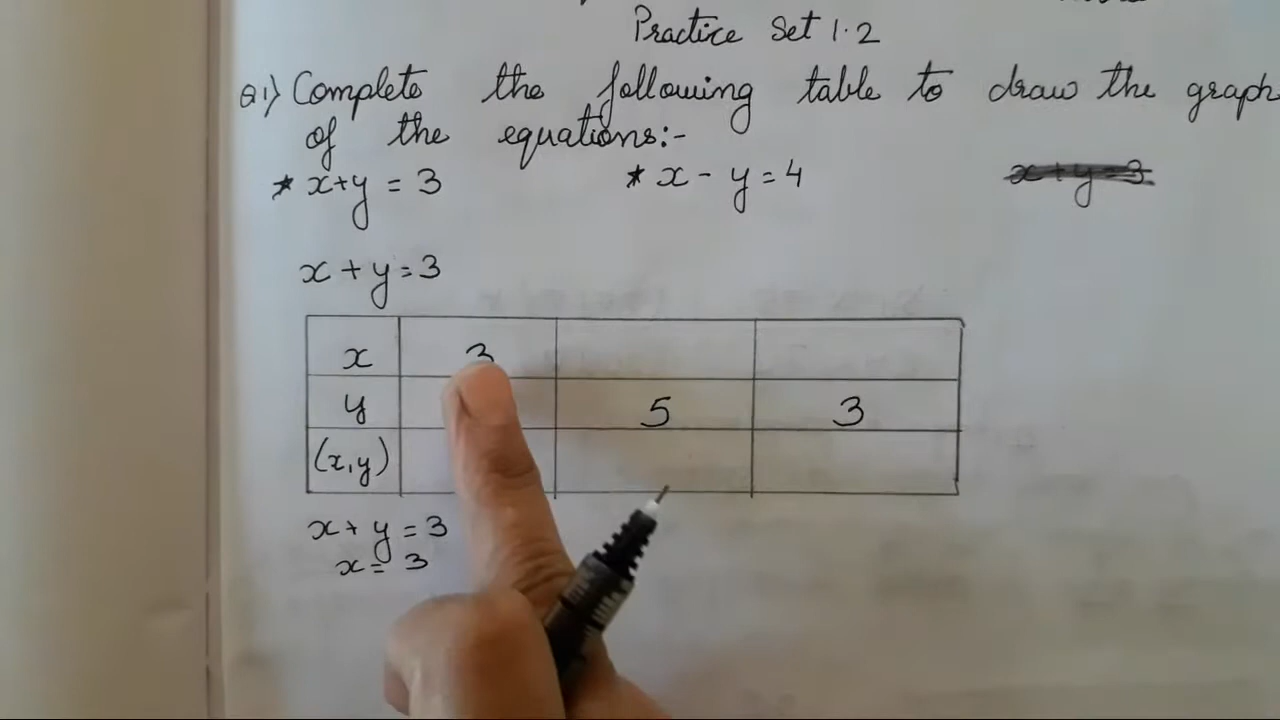 Practice Set 1.2
Q1) Complete the following table to draw the graph
of the equations:-
* x+y = 3 * x - y = 4 x + y = 3
x + y = 3
x 3
y 5 3
(x,y)
x + y = 3
x = 3